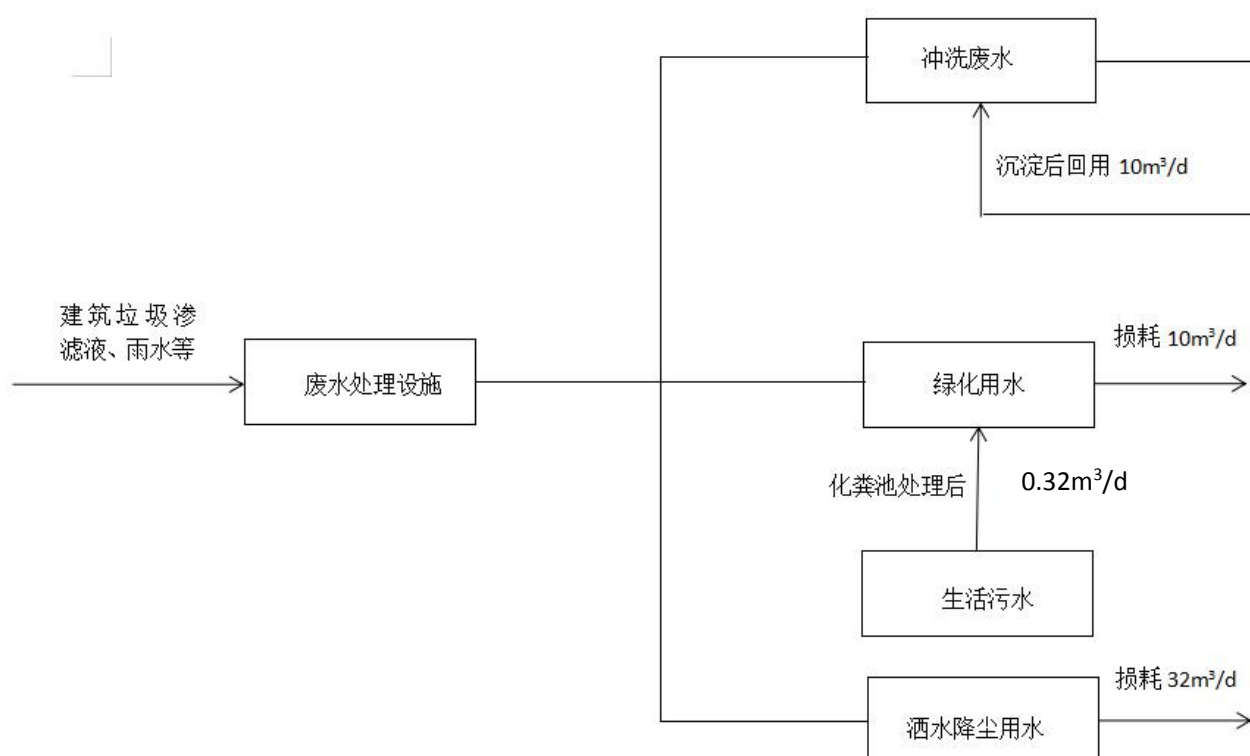 冲洗废水
沉淀后回用 10m³/d
建筑垃圾渗
滤液、雨水等
废水处理设施
损耗 10m³/d
绿化用水
化粪池处理后
0.32m³/d
生活污水
损耗 32m³/d
洒水降尘用水